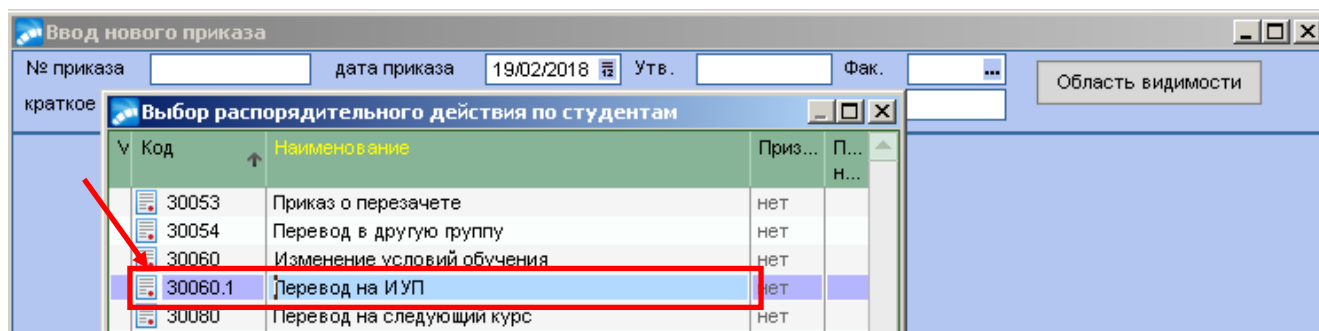 Ввод нового приказа
№ приказа дата приказа 19/02/2018 12 Утв. Фак. ... Область видимости
краткое Выбор распорядительного действия по студентам
V Код Наименование Приз... П... н...
30053 Приказ о перезачете нет
30054 Перевод в другую группу нет
30060 Изменение условий обучения нет
30060.1 Перевод на ИУП нет
30080 Перевод на следующий курс нет